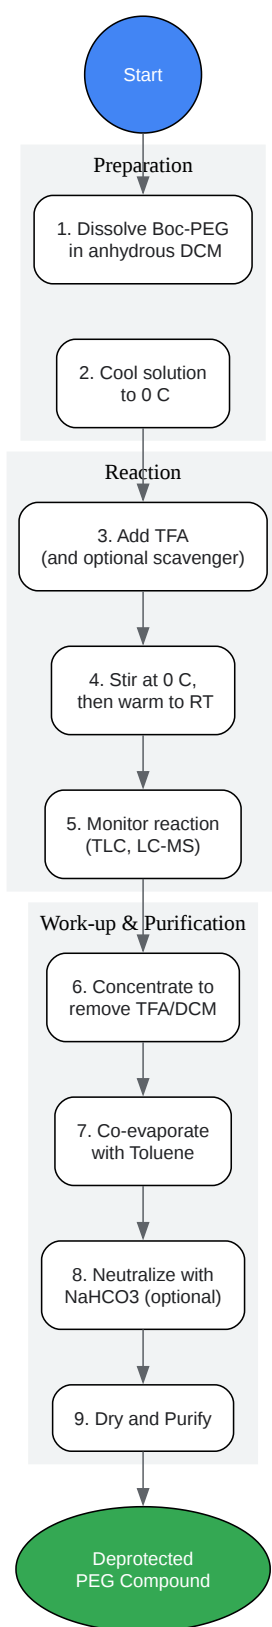 Start
Preparation
1. Dissolve Boc-PEG
in anhydrous DCM
2. Cool solution
to 0 C
Reaction
3. Add TFA
(and optional scavenger)
4. Stir at 0 C,
then warm to RT
5. Monitor reaction
(TLC, LC-MS)
Work-up & Purification
6. Concentrate to
remove TFA/DCM
7. Co-evaporate
with Toluene
8. Neutralize with
NaHCO3 (optional)
9. Dry and Purify
Deprotected
PEG Compound